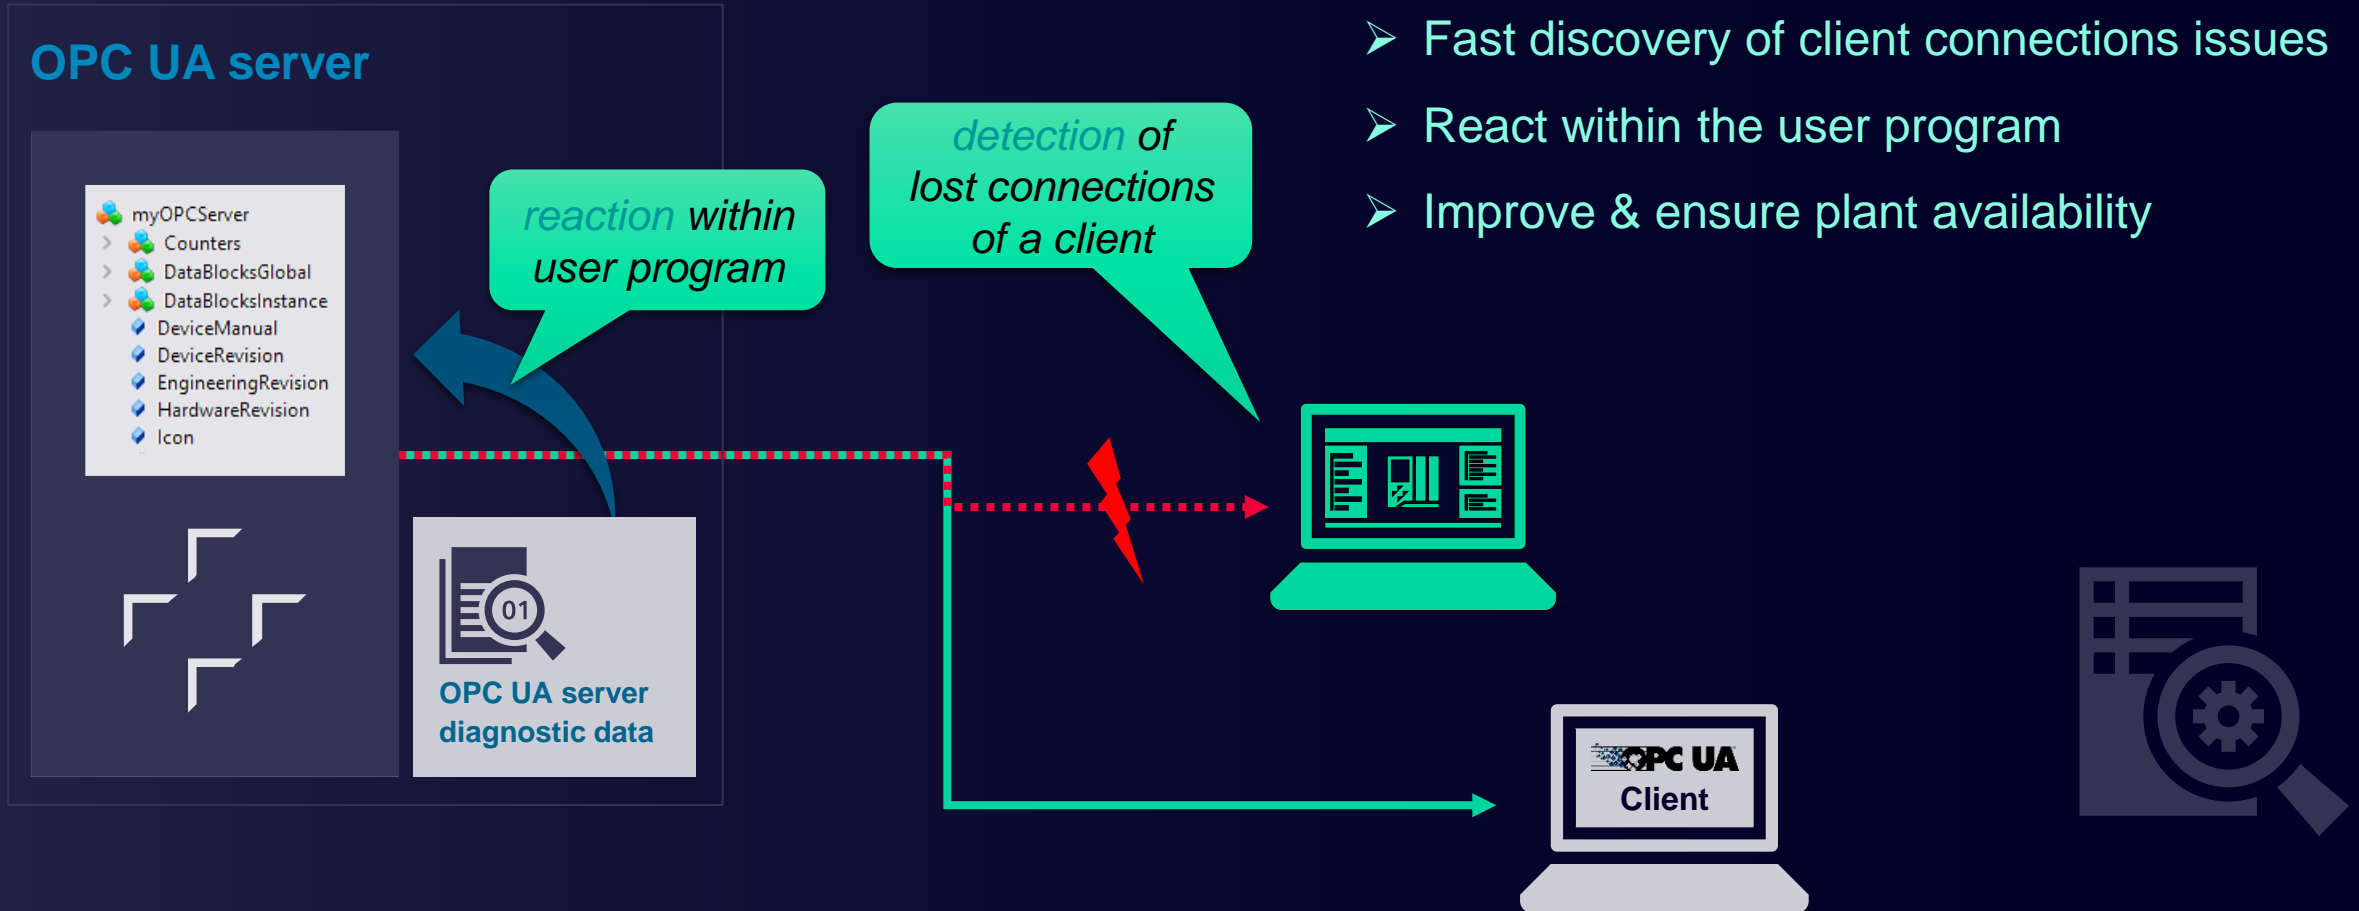 OPC UA server
myOPCServer
Counters
DataBlocksGlobal
DataBlocksInstance
DeviceManual
DeviceRevision
EngineeringRevision
HardwareRevision
Icon
reaction within
user program
detection of
lost connections
of a client
Fast discovery of client connections issues
React within the user program
Improve & ensure plant availability
01
OPC UA server
diagnostic data
OPC UA
Client